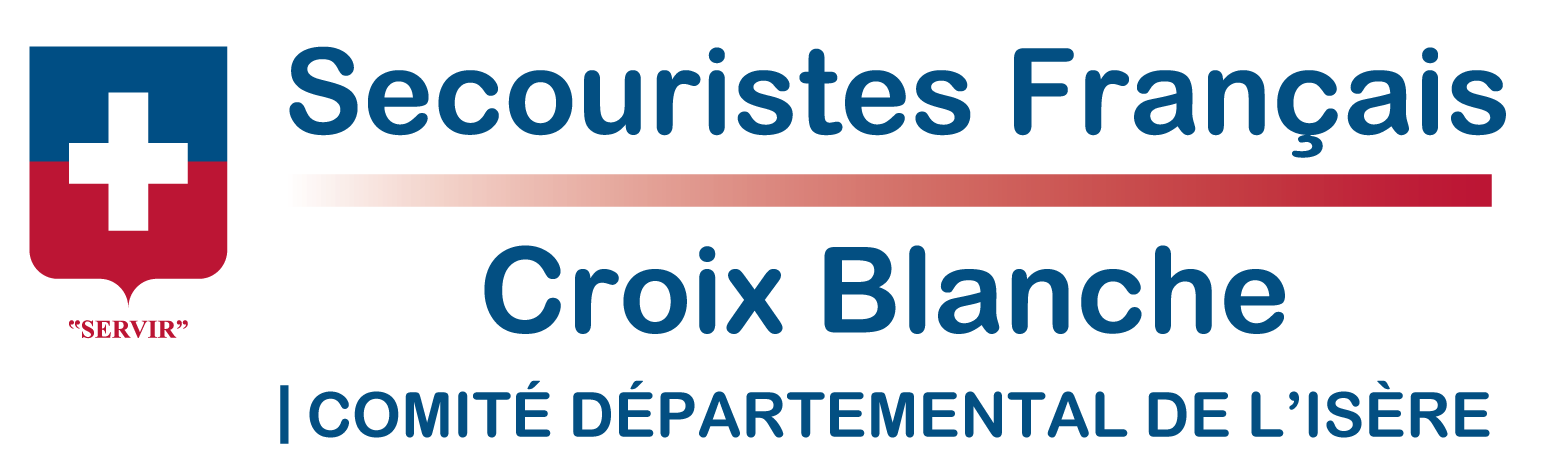 Secouristes Français
Croix Blanche
"SERVIR"
| COMITÉ DÉPARTEMENTAL DE L’ISÈRE